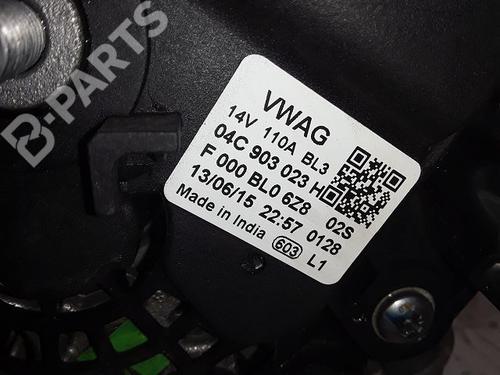 B-PARTS
VWAG
14V 110A BL3
04C 903 023 H
F 000 BL0 6Z8 02S
13/06/15 22:57 0128
Made in India 603 L1